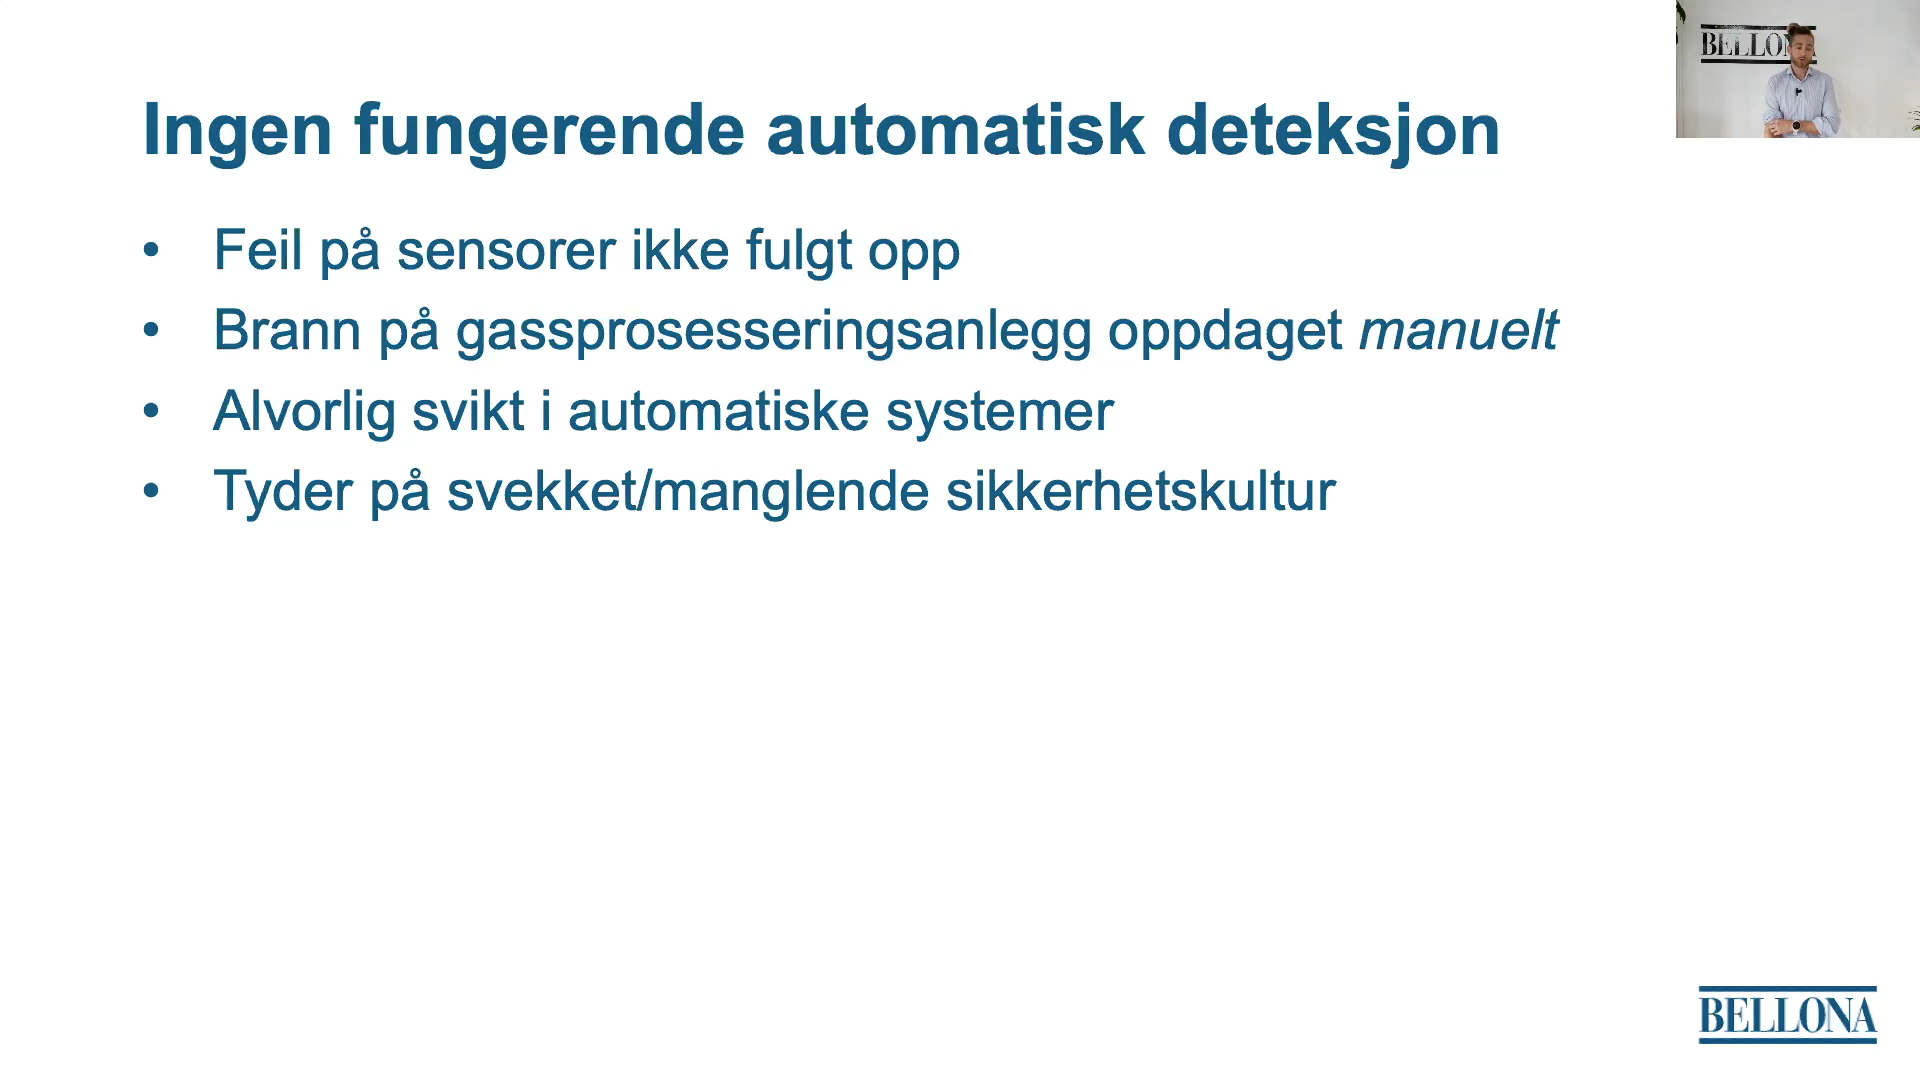 BELLONA
Ingen fungerende automatisk deteksjon
• Feil på sensorer ikke fulgt opp
• Brann på gassprosesseringsanlegg oppdaget manuelt
• Alvorlig svikt i automatiske systemer
• Tyder på svekket/manglende sikkerhetskultur
BELLONA